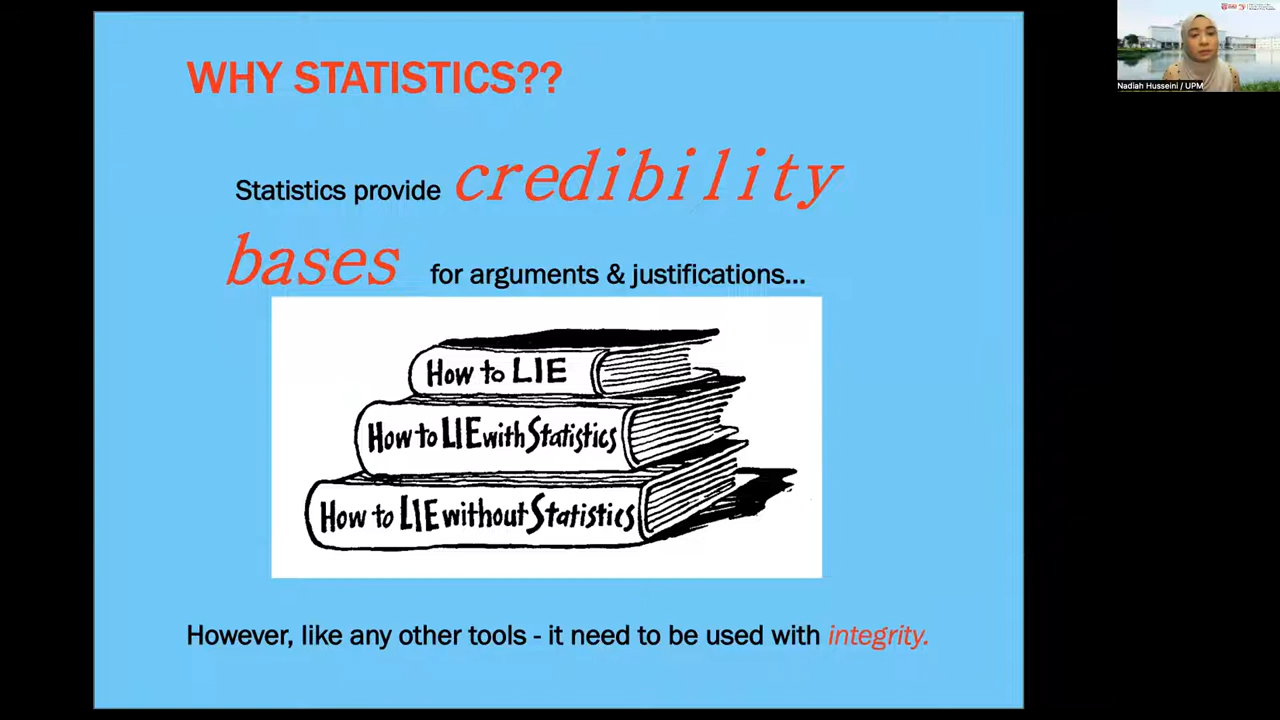 WHY STATISTICS??
Statistics provide credibility
bases for arguments & justifications...
How to LIE
How to LIE with Statistics
How to LIE without Statistics
However, like any other tools - it need to be used with integrity.
Nadiah Husseini / UPM